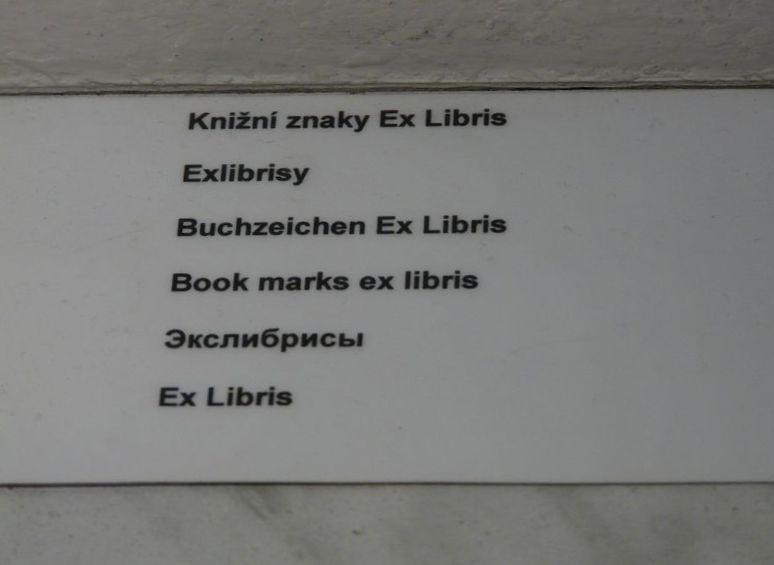 Knižní znaky Ex Libris
Exlibrisy
Buchzeichen Ex Libris
Book marks ex libris
Экслибрисы
Ex Libris